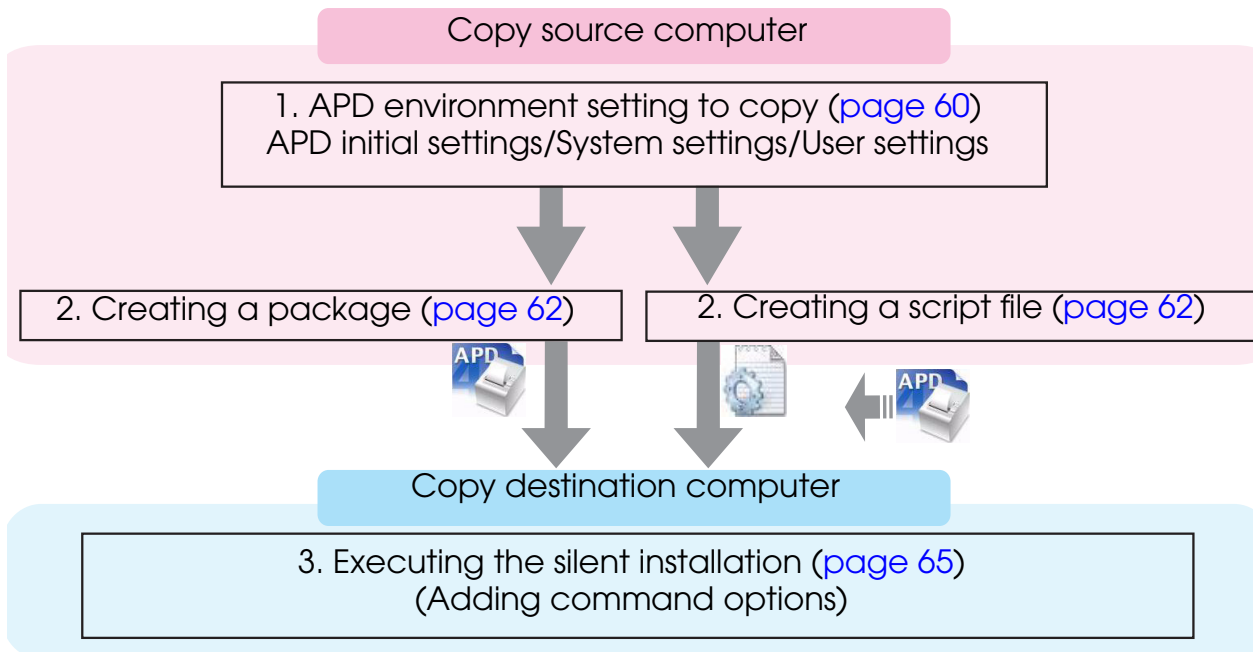 Copy source computer
1. APD environment setting to copy (page 60)
APD initial settings/System settings/User settings
2. Creating a package (page 62)
2. Creating a script file (page 62)
APD
APD
Copy destination computer
3. Executing the silent installation (page 65)
(Adding command options)